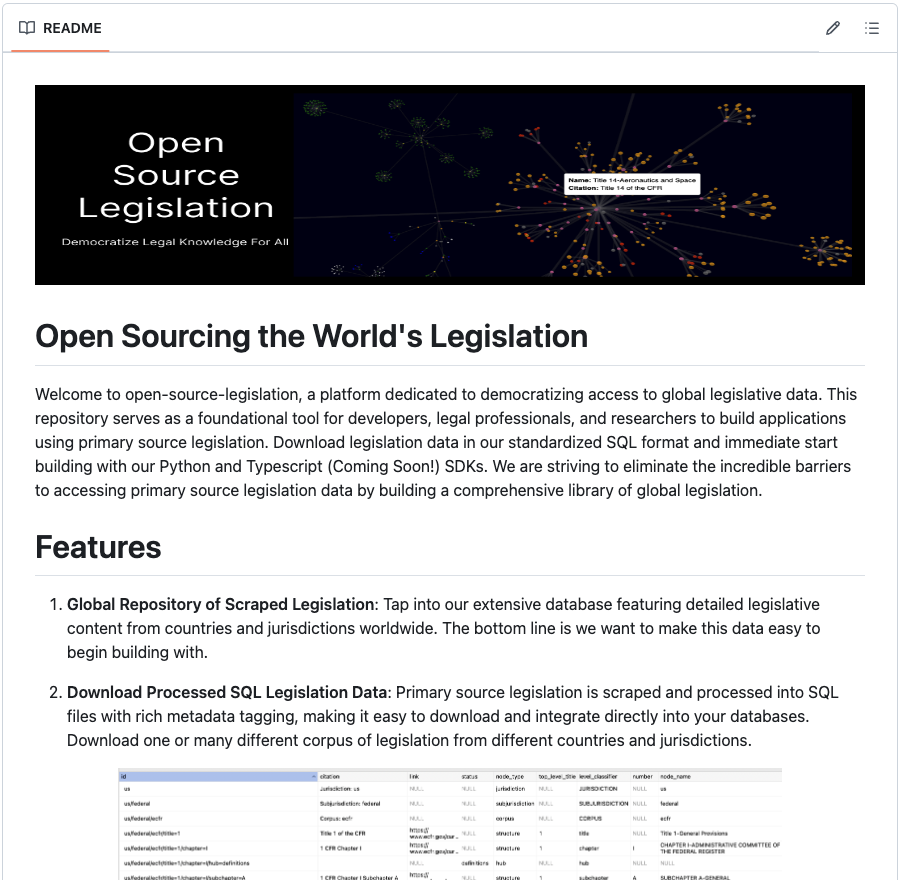 README
Open
Source
Legislation
Democratize Legal Knowledge For All
Name: Title 14-Aeronautics and Space
Citation: Title 14 of the CFR
Open Sourcing the World's Legislation
Welcome to open-source-legislation, a platform dedicated to democratizing access to global legislative data. This
repository serves as a foundational tool for developers, legal professionals, and researchers to build applications
using primary source legislation. Download legislation data in our standardized SQL format and immediate start
building with our Python and Typescript (Coming Soon!) SDKs. We are striving to eliminate the incredible barriers
to accessing primary source legislation data by building a comprehensive library of global legislation.
Features
1. Global Repository of Scraped Legislation: Tap into our extensive database featuring detailed legislative
content from countries and jurisdictions worldwide. The bottom line is we want to make this data easy to
begin building with.
2. Download Processed SQL Legislation Data: Primary source legislation is scraped and processed into SQL
files with rich metadata tagging, making it easy to download and integrate directly into your databases.
Download one or many different corpus of legislation from different countries and jurisdictions.
id citation link status node_type top_level_title level_classifier number node_name
us Jurisdiction: us NULL NULL jurisdiction NULL JURISDICTION NULL us
us/federal Subjurisdiction: federal NULL NULL subjurisdiction NULL SUBJURISDICTION NULL federal
us/federal/ecfr Corpus: ecfr NULL NULL corpus NULL CORPUS NULL ecfr
us/federal/ecfr/title=1 Title 1 of the CFR https://www.ecfr.gov/cur... NULL structure 1 title 1 Title 1-General Provisions
us/federal/ecfr/title=1/chapter=I 1 CFR Chapter I https://www.ecfr.gov/cur... NULL structure 1 chapter I CHAPTER I-ADMINISTRATIVE COMMITTEE OF THE FEDERAL REGISTER
us/federal/ecfr/title=1/chapter=I/hub=definitions NULL definitions hub NULL hub NULL NULL
us/federal/ecfr/title=1/chapter=I/subchapter=A 1 CFR Chapter I Subchapter A https:// NULL structure 1 subchapter A SUBCHAPTER A-GENERAL